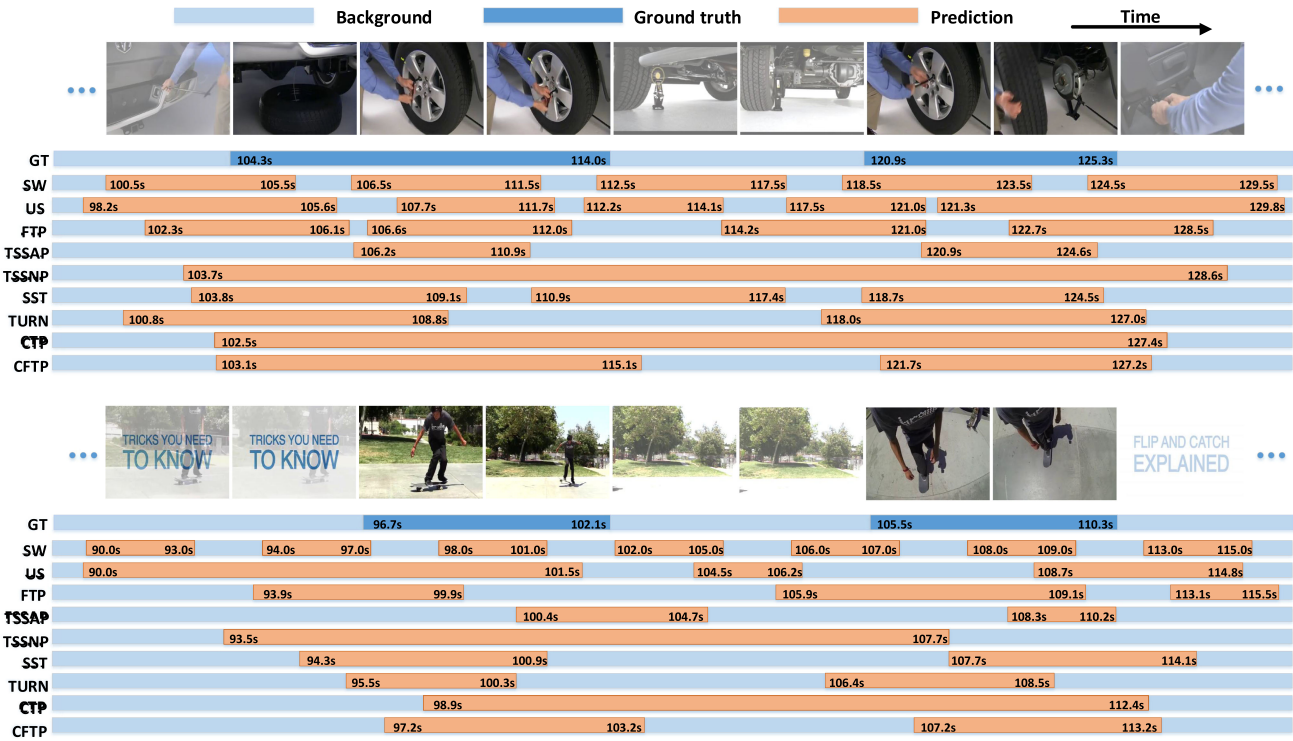 Background Ground truth Prediction Time
GT 104.3s 114.0s 120.9s 125.3s
SW 100.5s 105.5s 106.5s 111.5s 112.5s 117.5s 118.5s 123.5s 124.5s 129.5s
US 98.2s 105.6s 107.7s 111.7s 112.2s 114.1s 117.5s 121.0s 121.3s 129.8s
FTP 102.3s 106.1s 106.6s 112.0s 114.2s 121.0s 122.7s 128.5s
TSSAP 106.2s 110.9s 120.9s 124.6s
TSSNP 103.7s 128.6s
SST 103.8s 109.1s 110.9s 117.4s 118.7s 124.5s
TURN 100.8s 108.8s 118.0s 127.0s
CTP 102.5s 127.4s
CFTP 103.1s 115.1s 121.7s 127.2s
TRICKS YOU NEED TRICKS YOU NEED FLIP AND CATCH
TO KNOW TO KNOW EXPLAINED
GT 96.7s 102.1s 105.5s 110.3s
SW 90.0s 93.0s 94.0s 97.0s 98.0s 101.0s 102.0s 105.0s 106.0s 107.0s 108.0s 109.0s 113.0s 115.0s
US 90.0s 101.5s 104.5s 106.2s 108.7s 114.8s
FTP 93.9s 99.9s 105.9s 109.1s 113.1s 115.5s
TSSAP 100.4s 104.7s 108.3s 110.2s
TSSNP 93.5s 107.7s
SST 94.3s 100.9s 107.7s 114.1s
TURN 95.5s 100.3s 106.4s 108.5s
CTP 98.9s 112.4s
CFTP 97.2s 103.2s 107.2s 113.2s